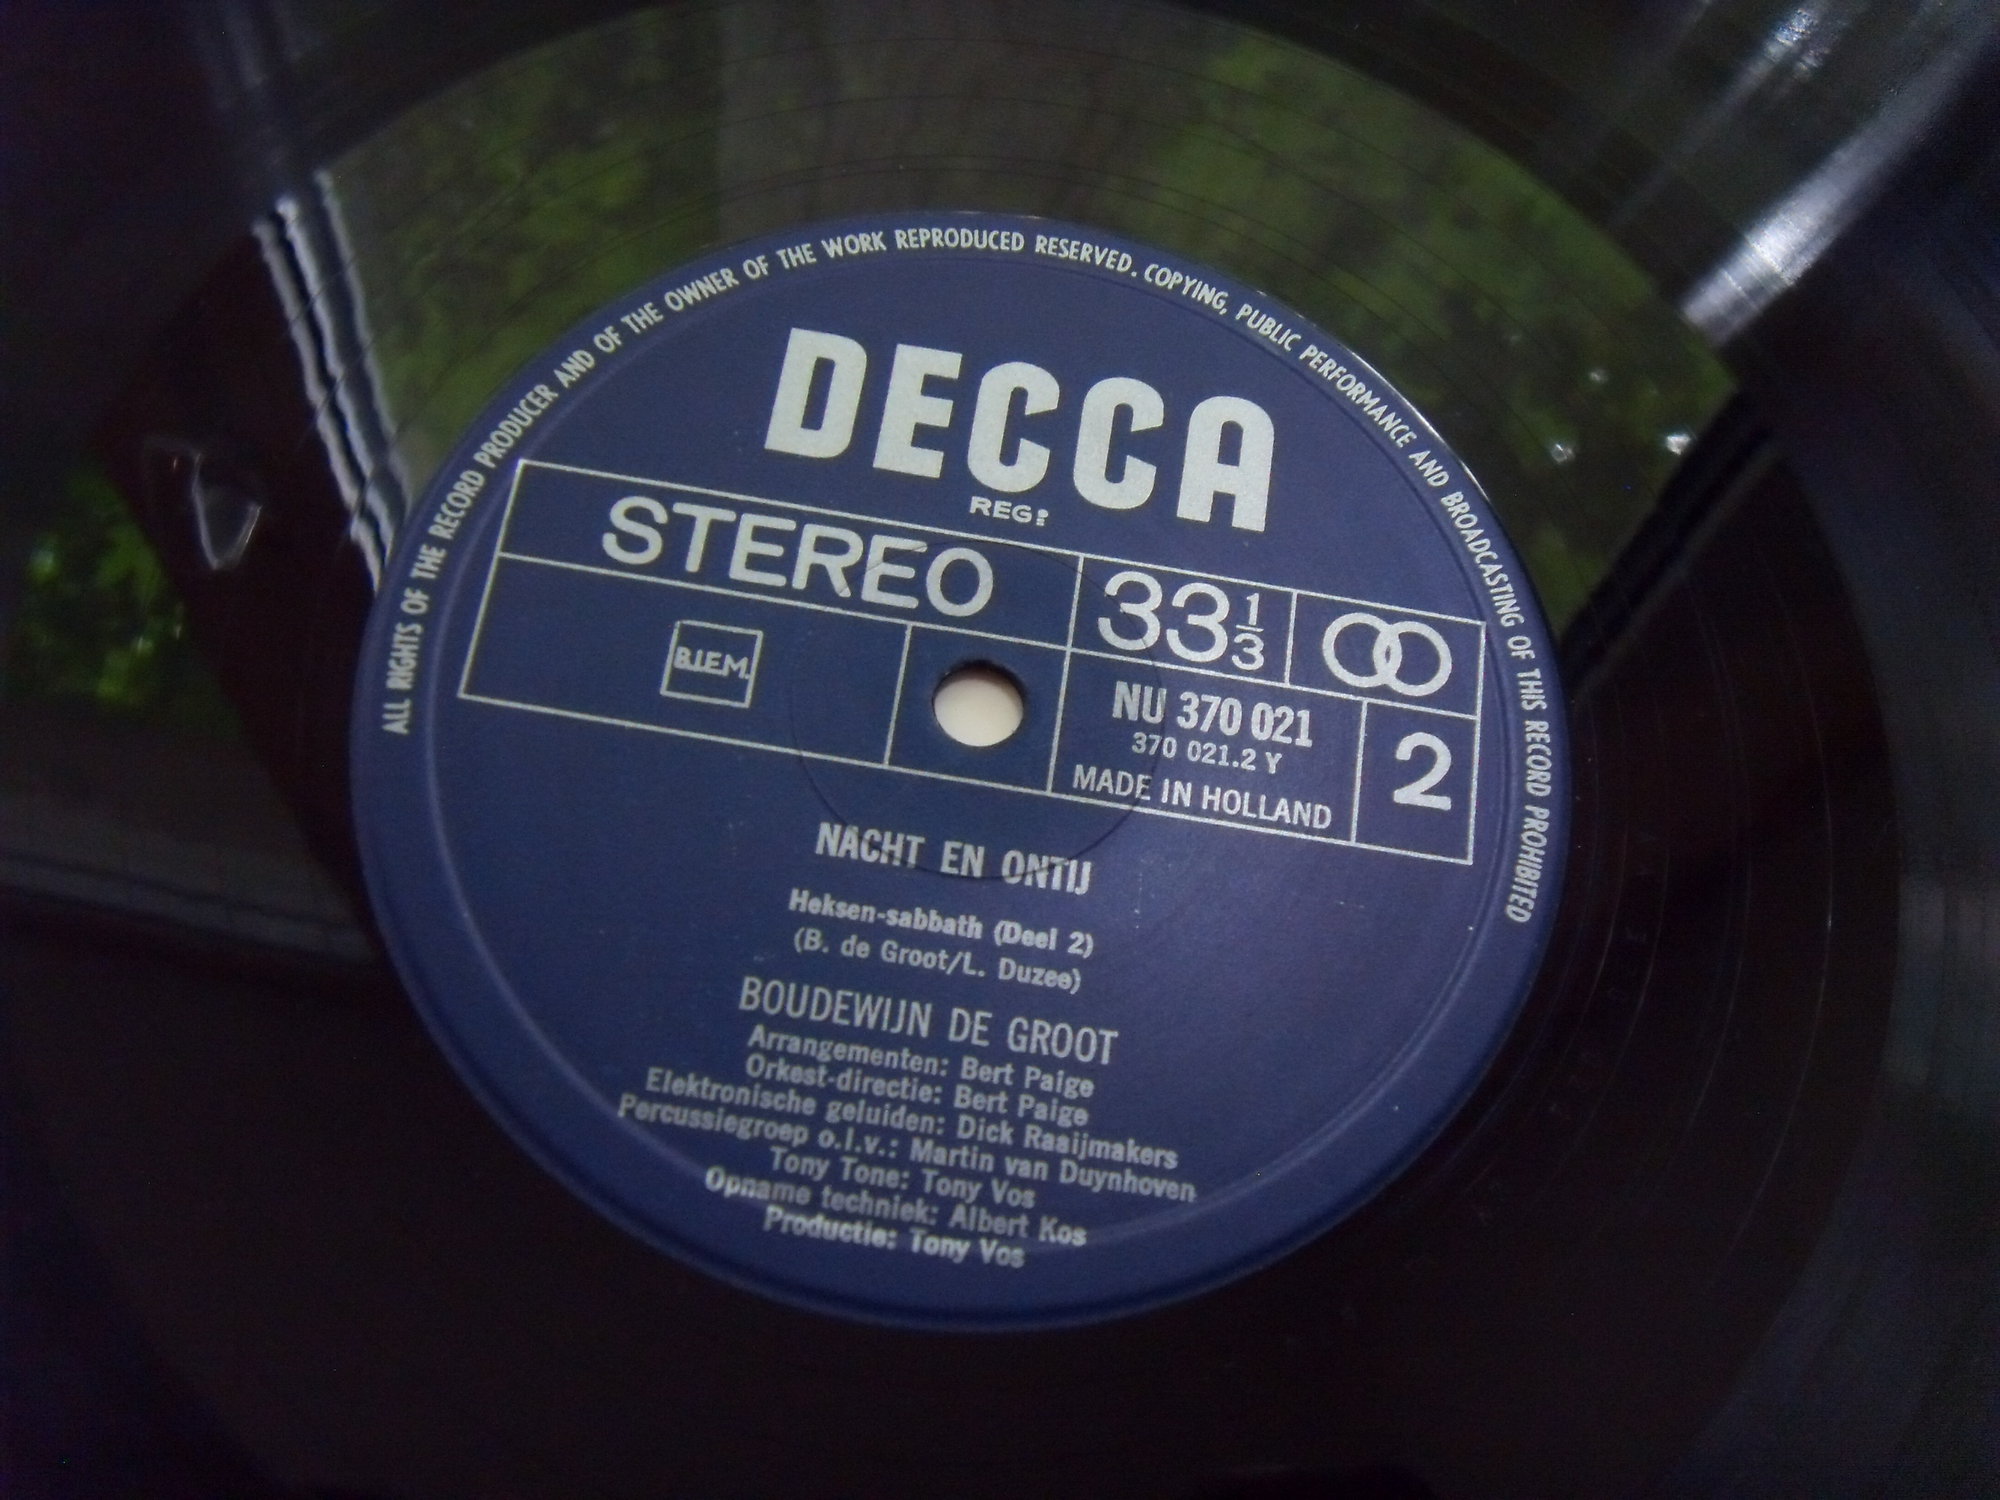 ALL RIGHTS OF THE RECORD PRODUCER AND OF THE OWNER OF THE WORK REPRODUCED RESERVED. COPYING, PUBLIC PERFORMANCE AND BROADCASTING OF THIS RECORD PROHIBITED
DECCA
REG:
STEREO
33 1/3
B.I.E.M.
NU 370 021
370 021.2 Y
MADE IN HOLLAND
2
NACHT EN ONTIJ
Heksen-sabbath (Deel 2)
(B. de Groot/L. Duzee)
BOUDEWIJN DE GROOT
Arrangementen: Bert Paige
Orkest-directie: Bert Paige
Elektronische geluiden: Dick Raaijmakers
Percussiegroep o.l.v.: Martin van Duynhoven
Tony Tone: Tony Vos
Opname techniek: Albert Kos
Productie: Tony Vos